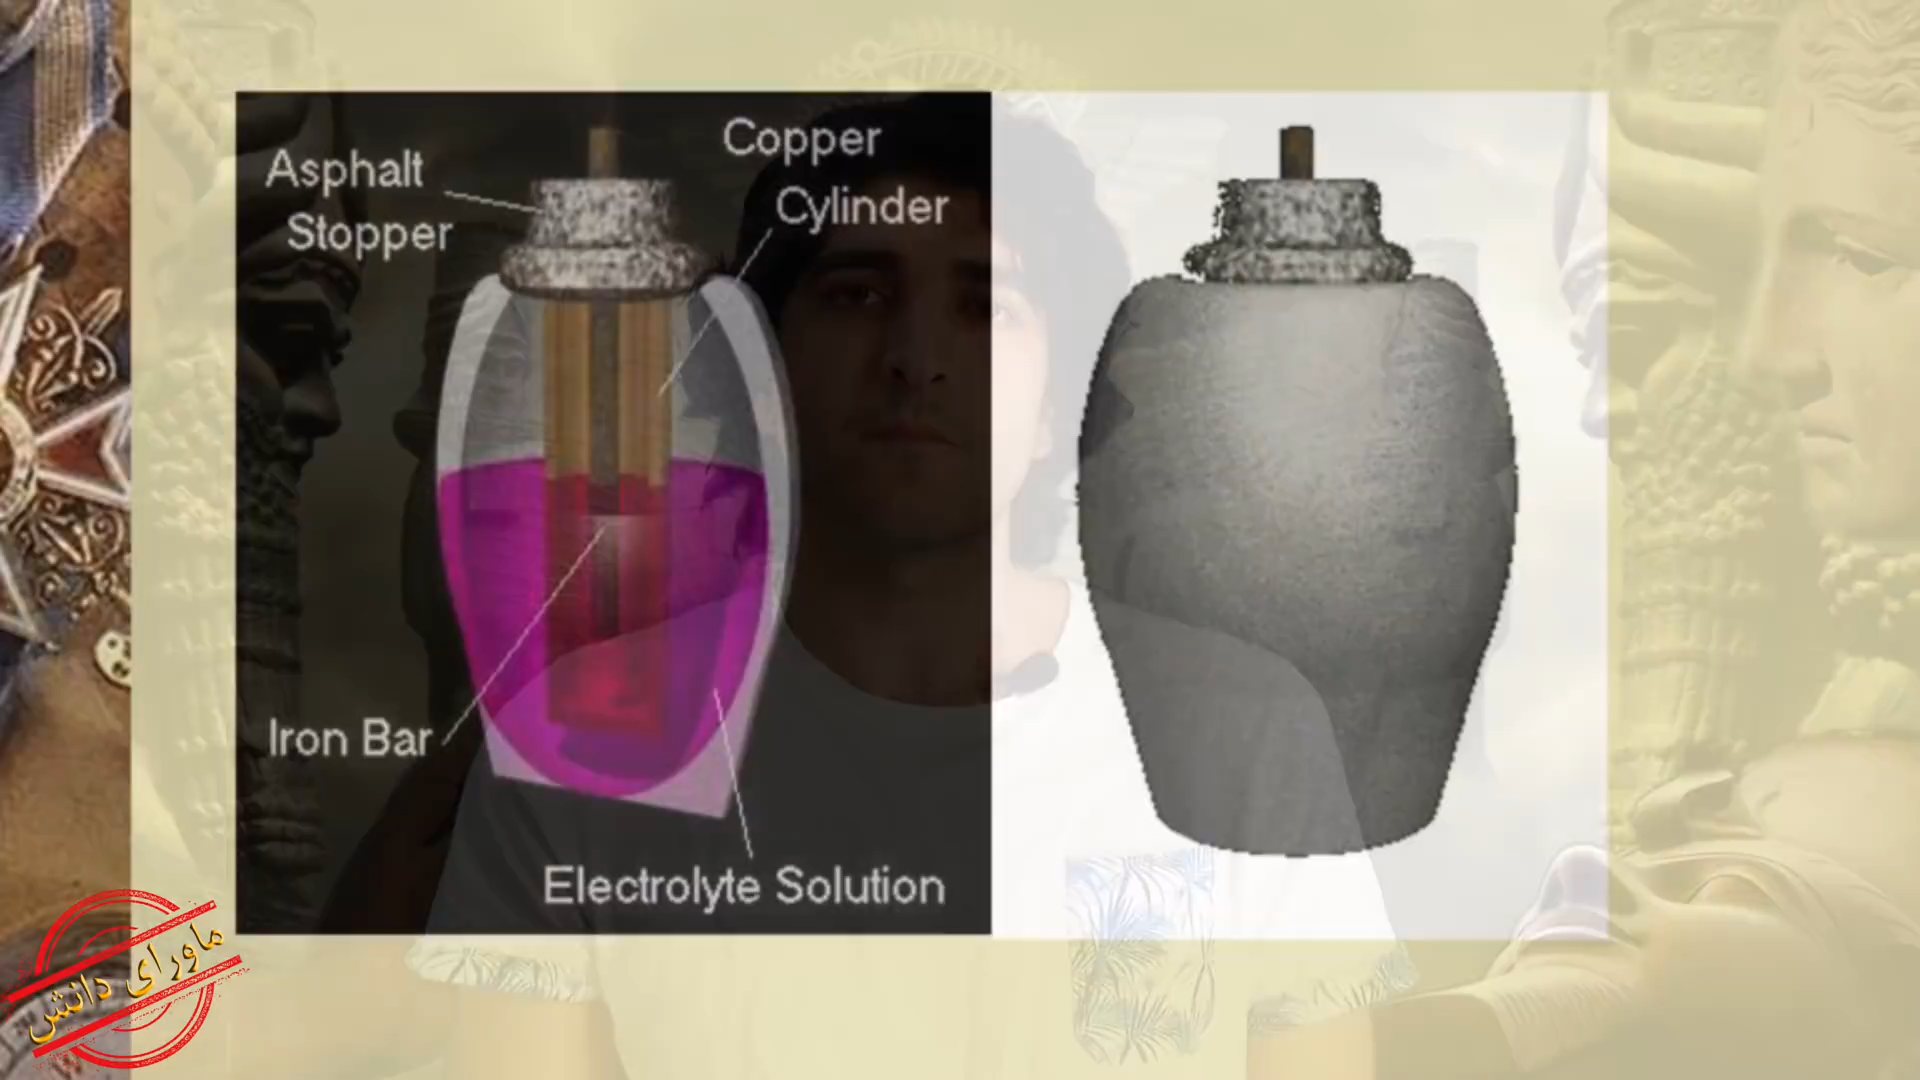 Asphalt
Stopper
Copper
Cylinder
Iron Bar
Electrolyte Solution
ماورای دانش